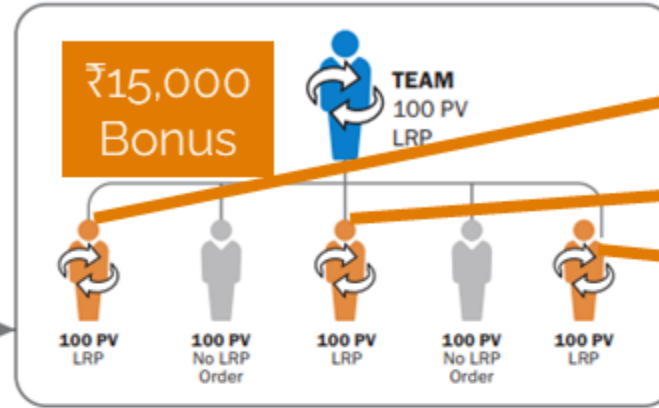 ₹15,000
Bonus
TEAM
100 PV
LRP
100 PV
LRP
100 PV
No LRP
Order
100 PV
LRP
100 PV
No LRP
Order
100 PV
LRP